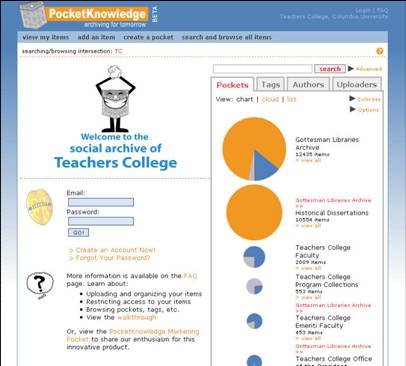 PocketKnowledge BETA
archiving for tomorrow
Login | FAQ
Teachers College, Columbia University
view my items add an item create a pocket search and browse all items
searching/browsing intersection: TC
search Advanced
Pockets Tags Authors Uploaders
View: chart | cloud | list
Color key
Options
Welcome to the
social archive of
Teachers College
Email:
Password:
GO!
> Create an Account Now!
> Forgot Your Password?
More information is available on the FAQ
page. Learn about:
Uploading and organizing your items
Restricting access to your items
Browsing pockets, tags, etc.
View the walkthrough
Or, view the PocketKnowledge Marketing
Pocket to share our enthusiasm for this
innovative product.
Gottesman Libraries
Archive
12435 items
> view all
Gottesman Libraries Archive
>>
Historical Dissertations
10554 items
> view all
Teachers College
Faculty
2009 items
> view all
Teachers College
Program Collections
553 items
> view all
Gottesman Libraries Archive
>>
Teachers College
Emeriti Faculty
453 items
> view all
Gottesman Libraries Archive
>>
Teachers College
Office of the